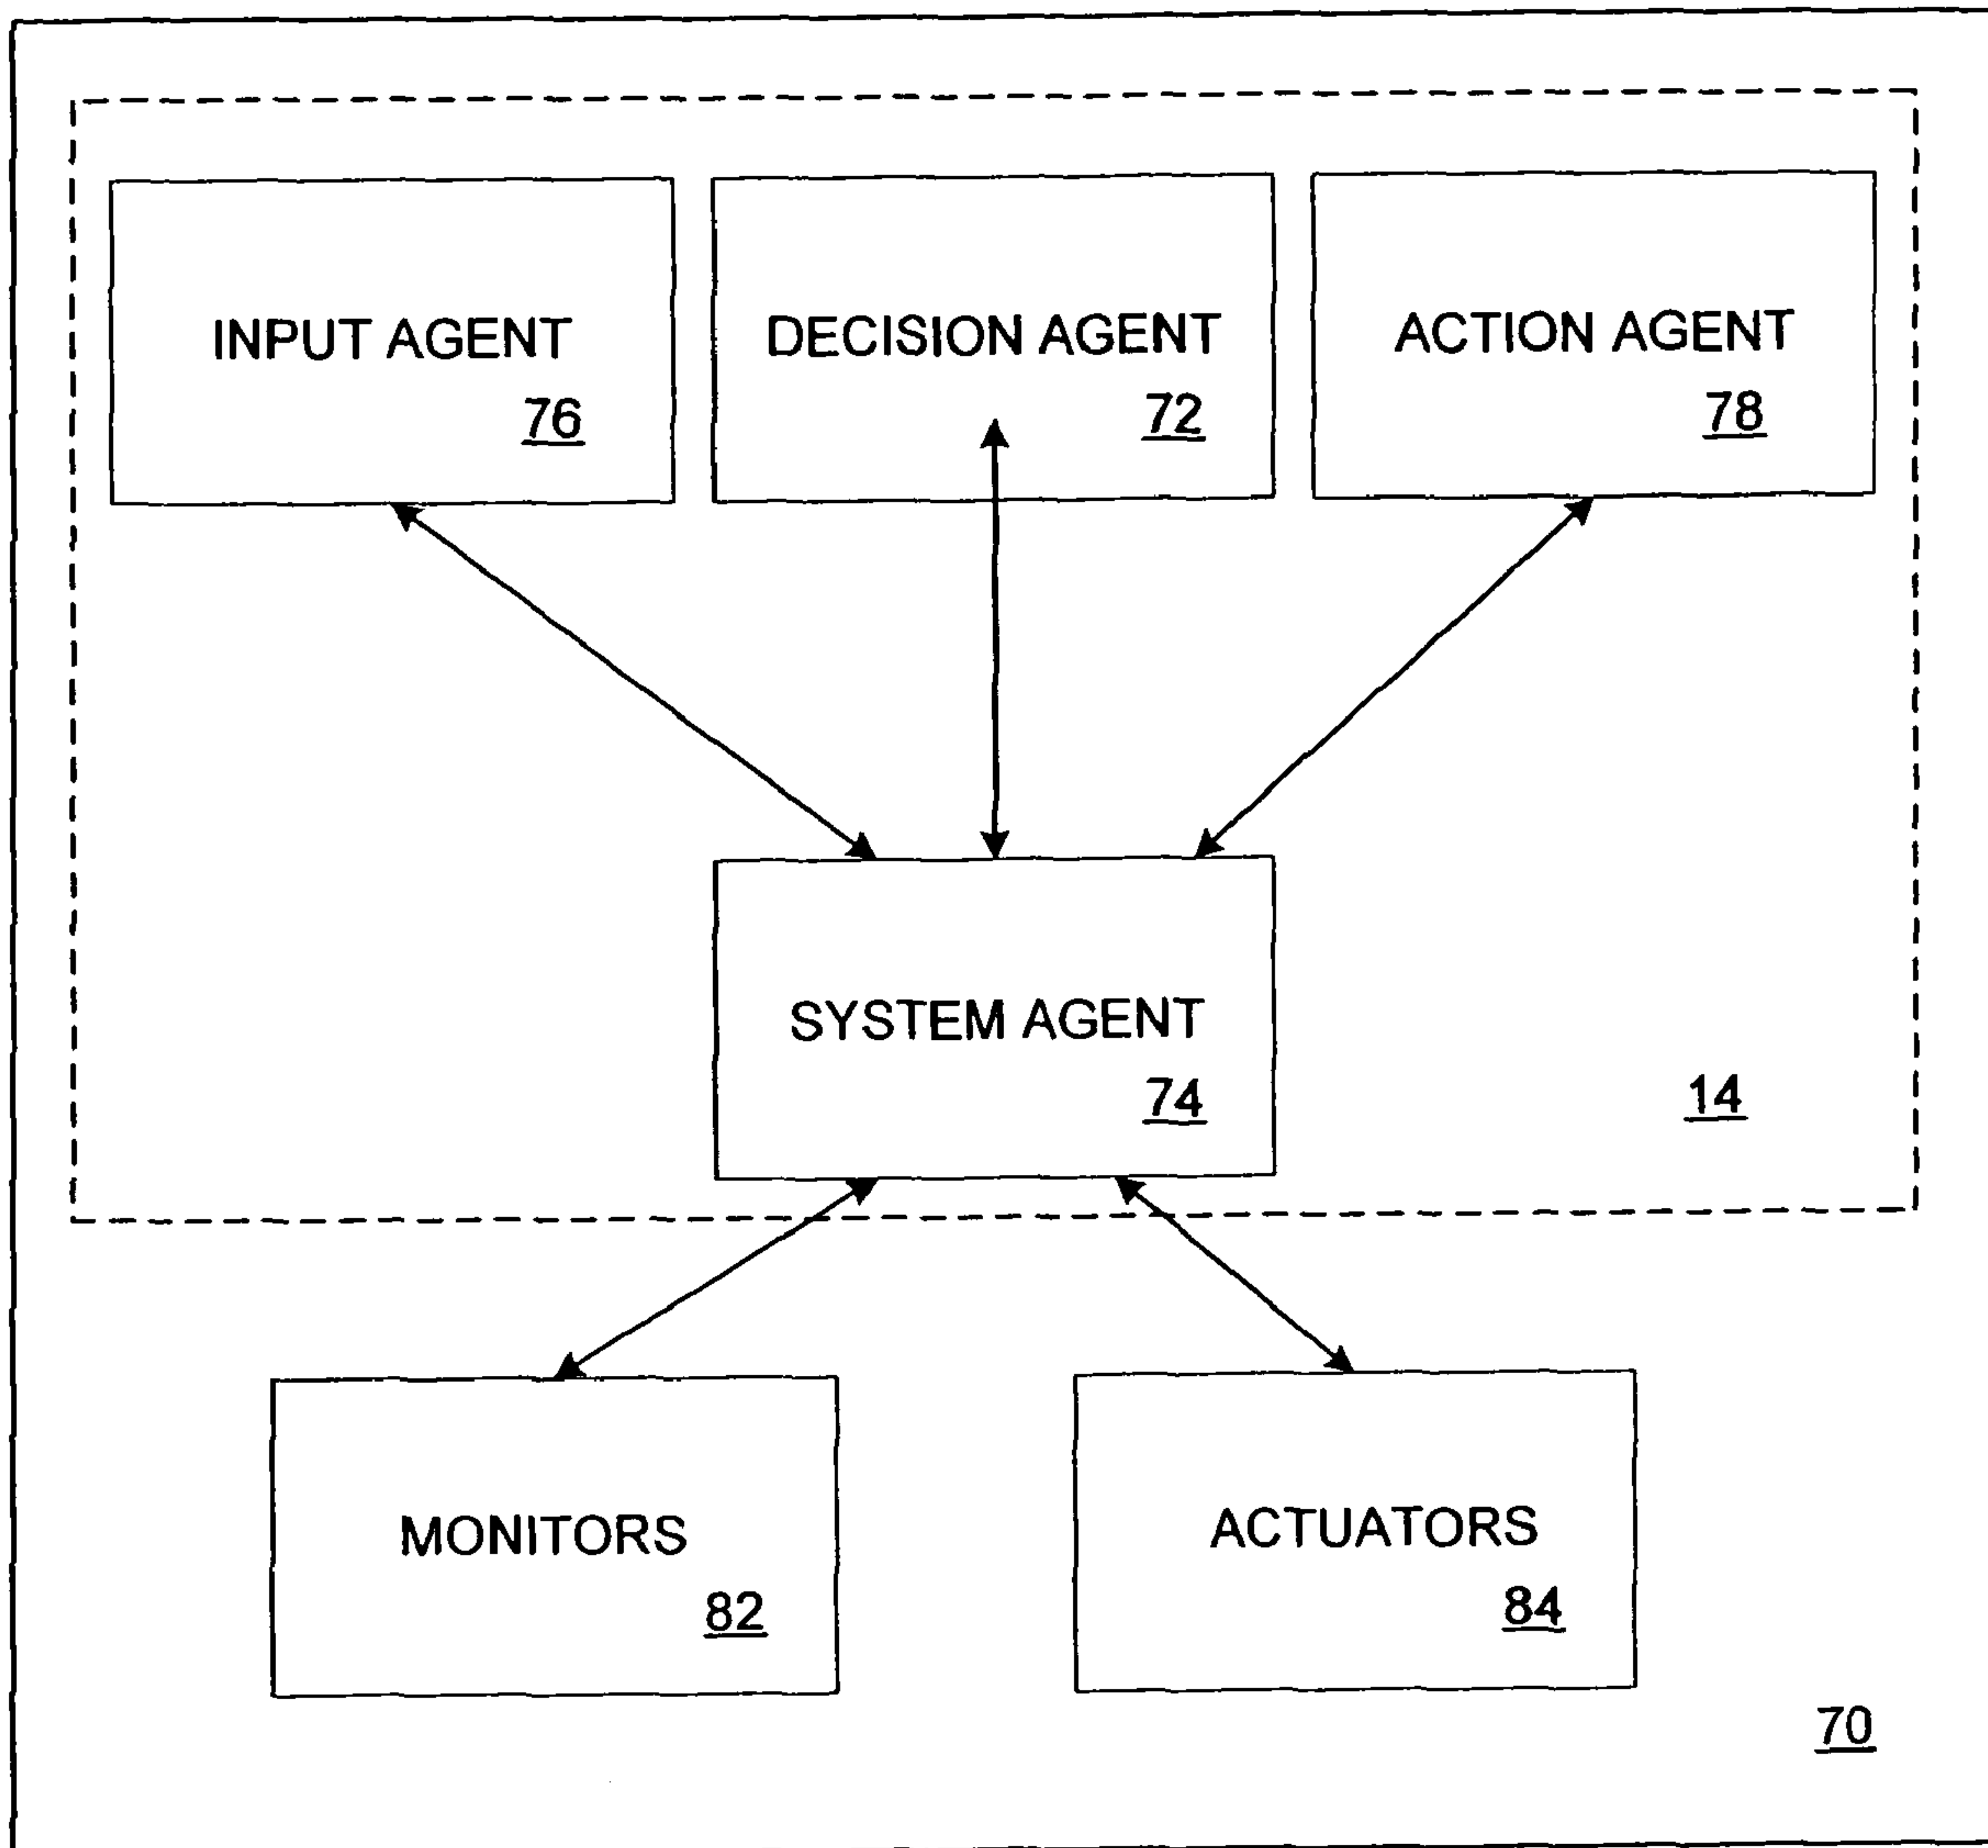 INPUT AGENT
76
DECISION AGENT
72
ACTION AGENT
78
SYSTEM AGENT
74
14
MONITORS
82
ACTUATORS
84
70